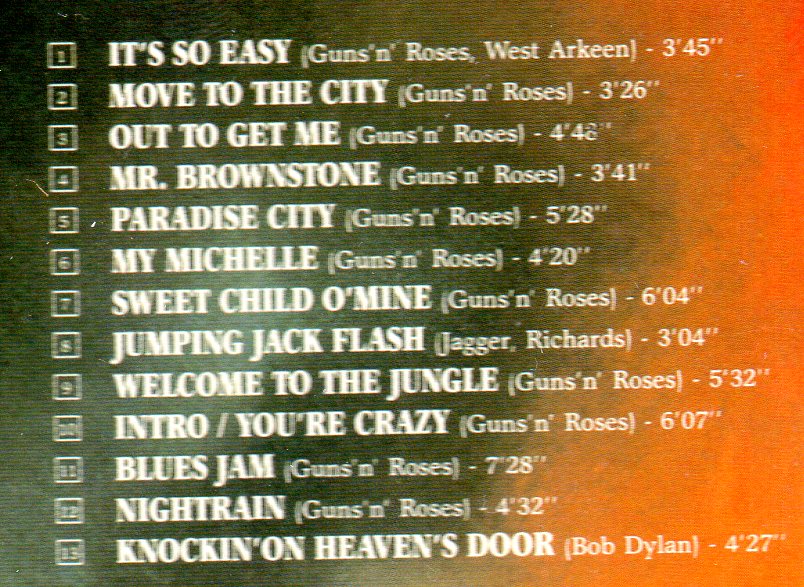 1 IT'S SO EASY (Guns'n' Roses, West Arkeen) - 3'45''
2 MOVE TO THE CITY (Guns'n' Roses) - 3'26''
3 OUT TO GET ME (Guns'n' Roses) - 4'48''
4 MR. BROWNSTONE (Guns'n' Roses) - 3'41''
5 PARADISE CITY (Guns'n' Roses) - 5'28''
6 MY MICHELLE (Guns'n' Roses) - 4'20''
7 SWEET CHILD O'MINE (Guns'n' Roses) - 6'04''
8 JUMPING JACK FLASH (Jagger, Richards) - 3'04''
9 WELCOME TO THE JUNGLE (Guns'n' Roses) - 5'32''
10 INTRO / YOU'RE CRAZY (Guns'n' Roses) - 6'07''
11 BLUES JAM (Guns'n' Roses) - 7'28''
12 NIGHTRAIN (Guns'n' Roses) - 4'32''
13 KNOCKIN'ON HEAVEN'S DOOR (Bob Dylan) - 4'27''